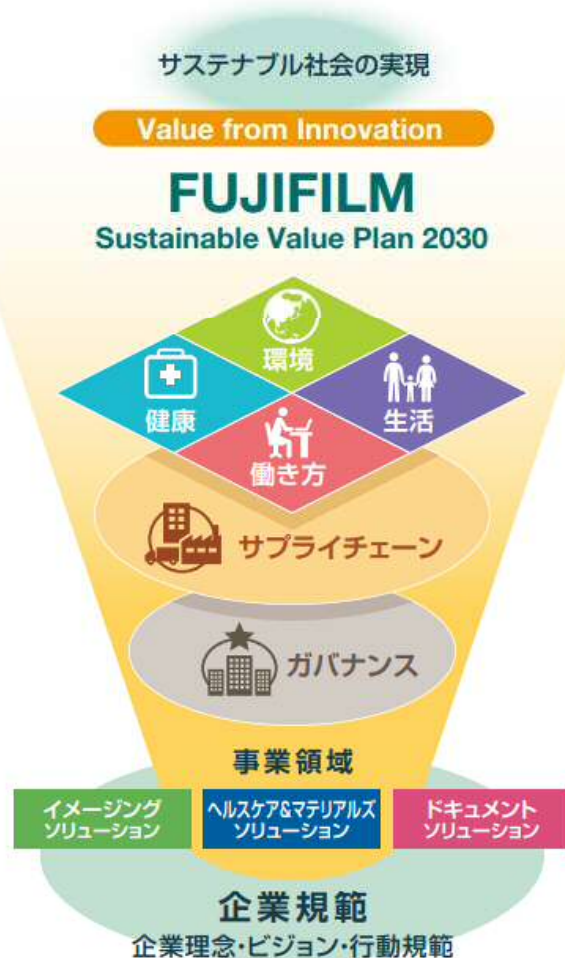 サステナブル社会の実現
Value from Innovation
FUJIFILM
Sustainable Value Plan 2030
環境
健康
生活
働き方
サプライチェーン
ガバナンス
事業領域
イメージング
ソリューション
ヘルスケア&マテリアルズ
ソリューション
ドキュメント
ソリューション
企業規範
企業理念・ビジョン・行動規範